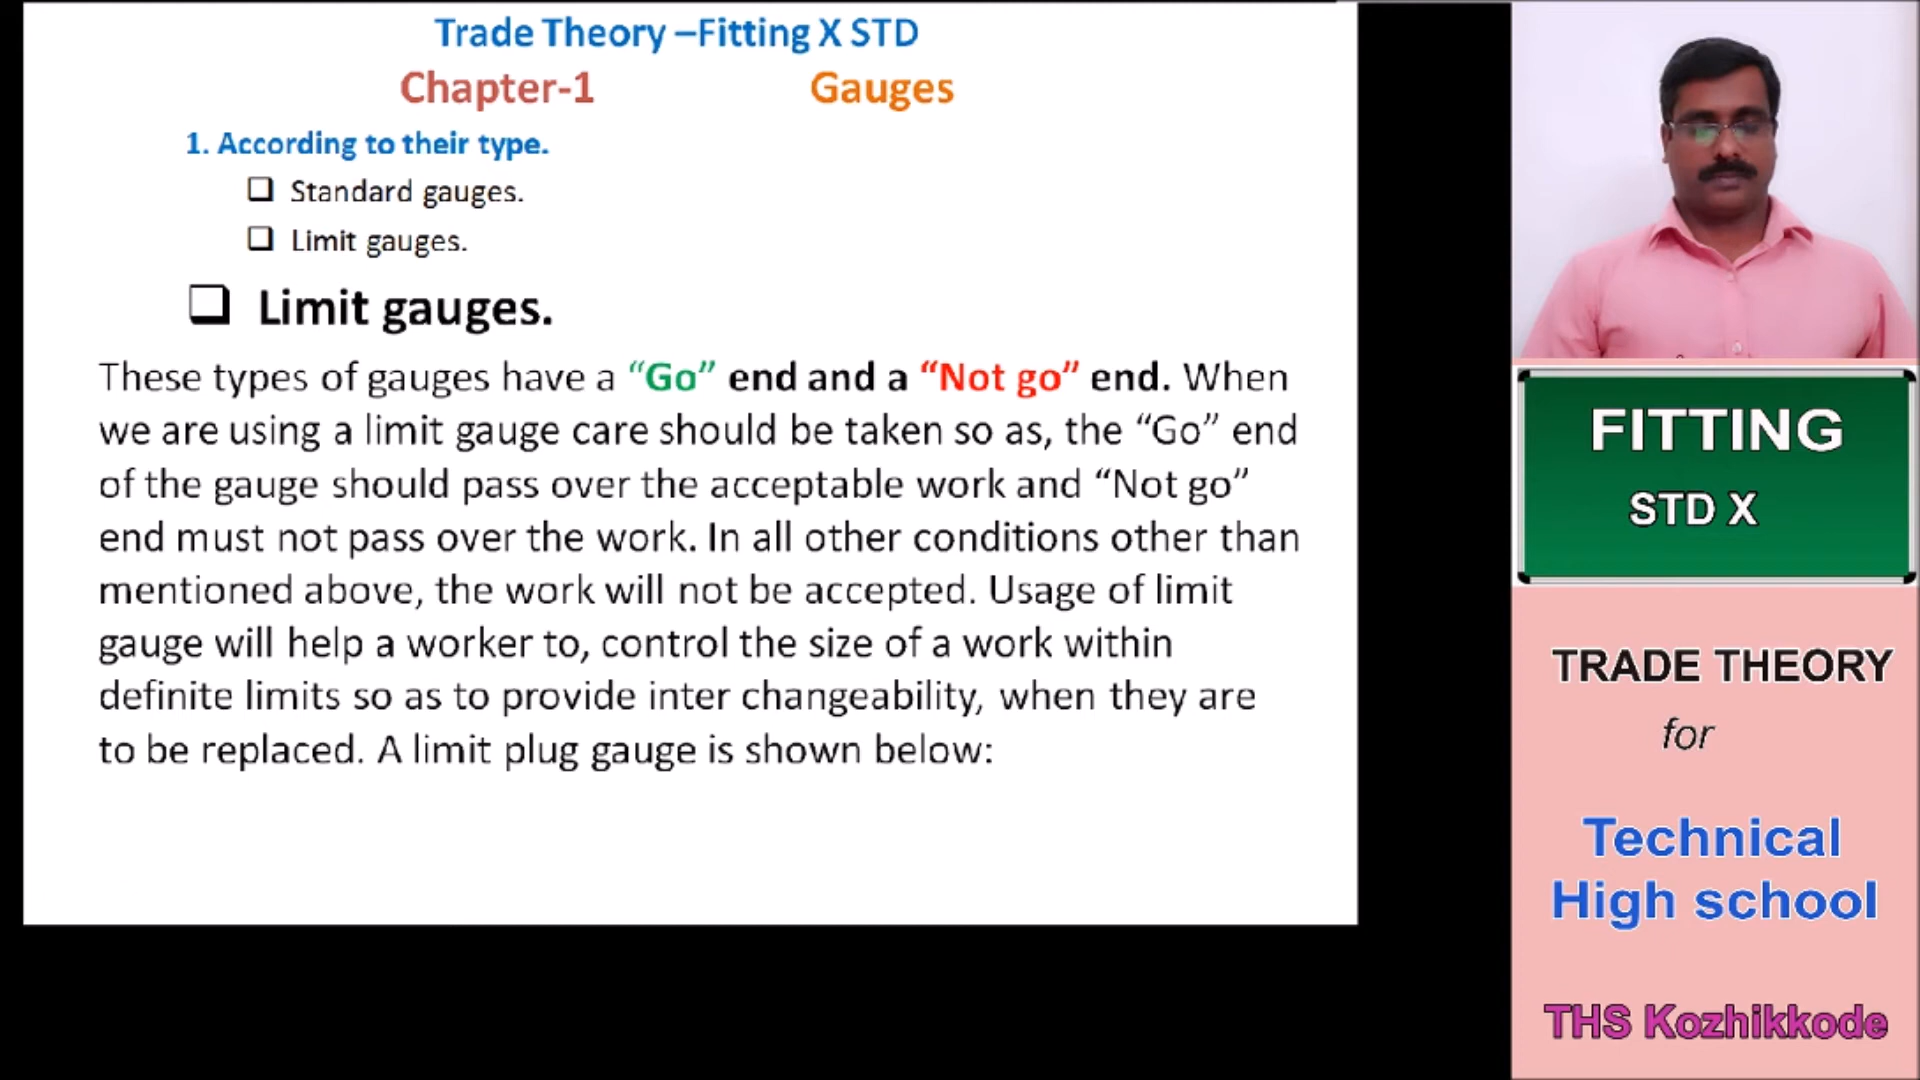 Trade Theory –Fitting X STD
Chapter-1 Gauges
1. According to their type.
❑ Standard gauges.
❑ Limit gauges.
❑ Limit gauges.
These types of gauges have a “Go” end and a “Not go” end. When
we are using a limit gauge care should be taken so as, the “Go” end
of the gauge should pass over the acceptable work and “Not go”
end must not pass over the work. In all other conditions other than
mentioned above, the work will not be accepted. Usage of limit
gauge will help a worker to, control the size of a work within
definite limits so as to provide inter changeability, when they are
to be replaced. A limit plug gauge is shown below:
FITTING
STD X
TRADE THEORY
for
Technical
High school
THS Kozhikkode